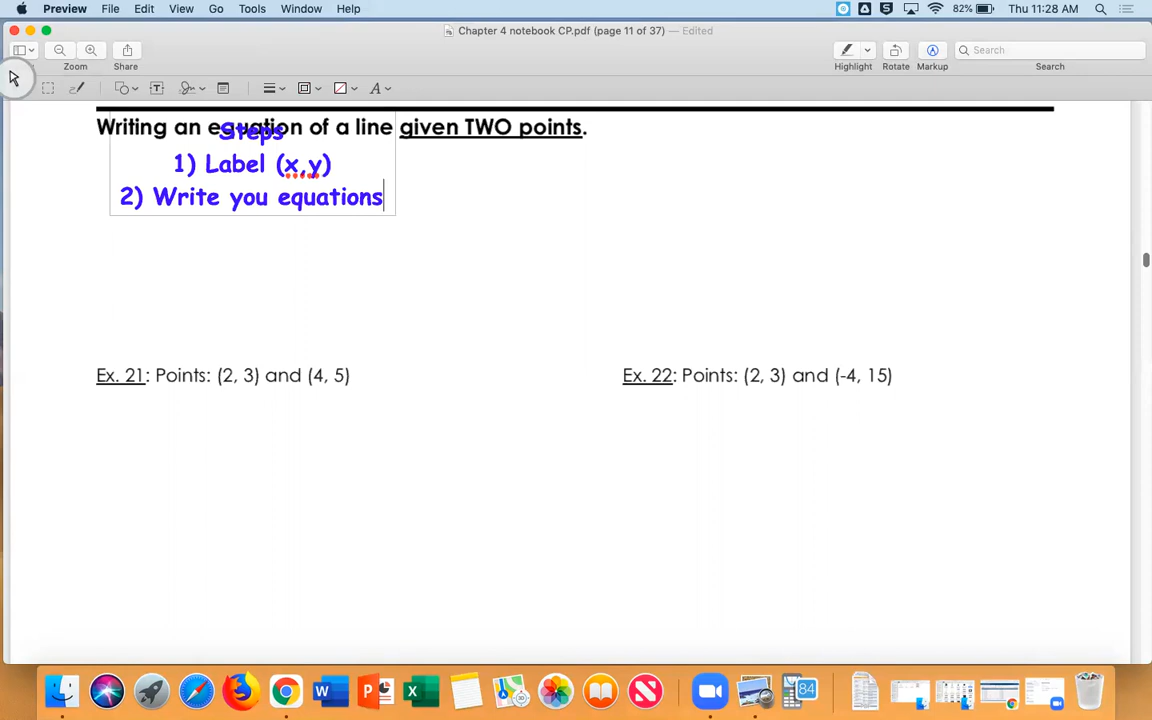 Preview File Edit View Go Tools Window Help 82% Thu 11:28 AM
Chapter 4 notebook CP.pdf (page 11 of 37) — Edited
Search
Zoom Share Highlight Rotate Markup Search
Writing an equation of a line given TWO points.
Steps
1) Label (x,y)
2) Write you equations
Ex. 21: Points: (2, 3) and (4, 5)
Ex. 22: Points: (2, 3) and (-4, 15)
84